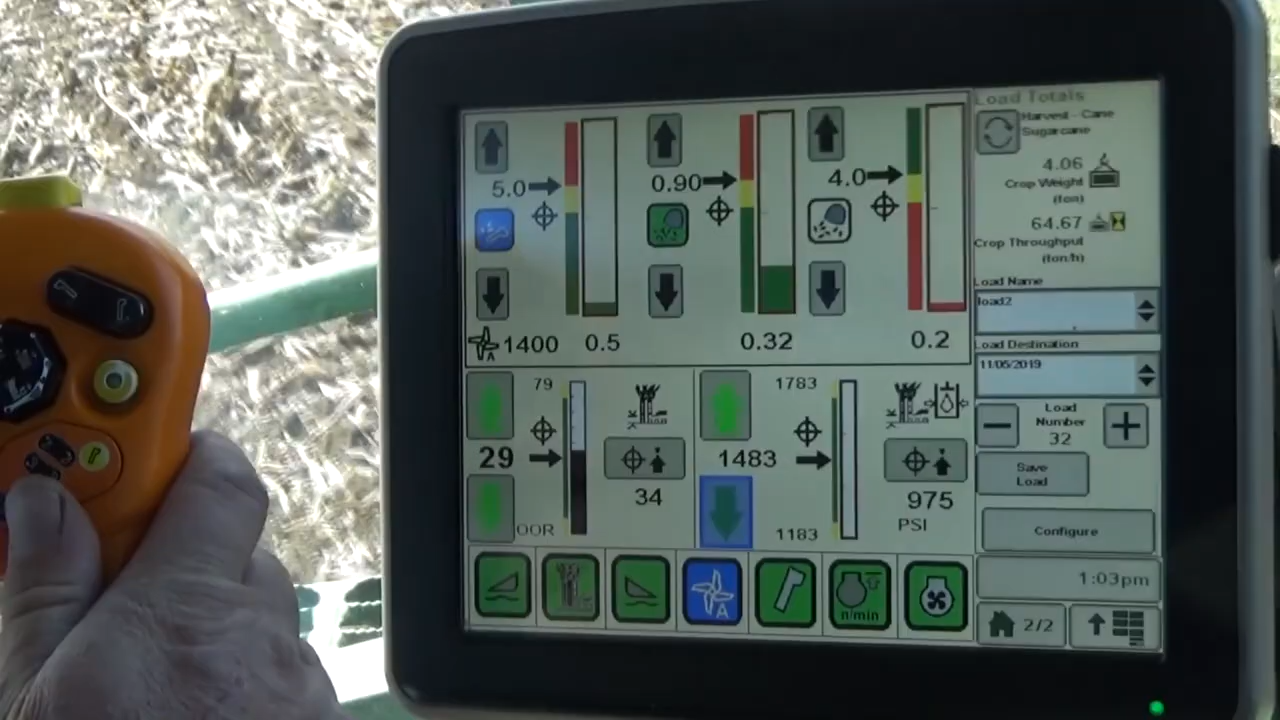 5.0
0.90
4.0
A 1400
0.5
0.32
0.2
79
29
OOR
34
1783
1483
1183
975
PSI
A
n/min
Load Totals
Harvest - Cane
Sugarcane
4.06
Crop Weight
(ton)
64.67
Crop Throughput
(ton/h)
Load Name
load2
Load Destination
11/05/2019
Load
Number
32
Save
Load
Configure
1:03pm
2/2